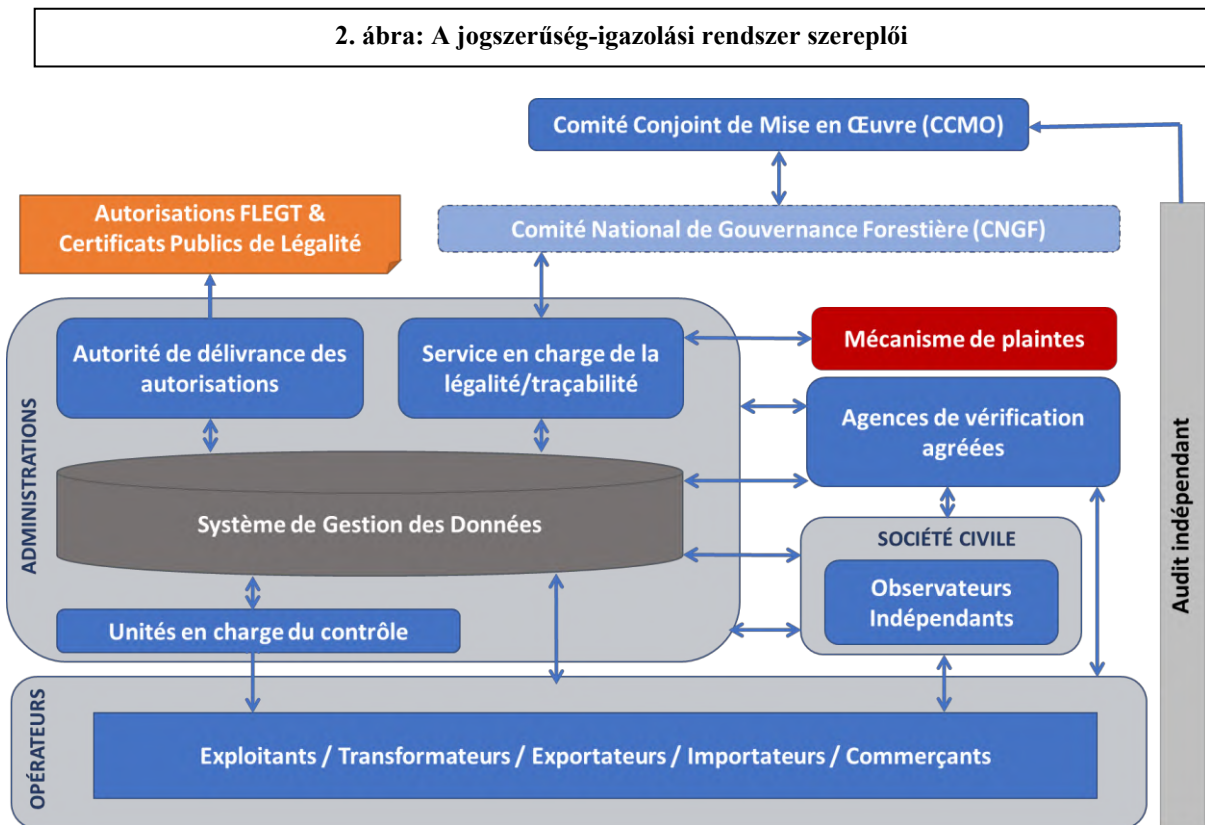 2. ábra: A jogszerűség-igazolási rendszer szereplői
Comité Conjoint de Mise en Œuvre (CCMO)
Autorisations FLEGT &
Certificats Publics de Légalité
Comité National de Gouvernance Forestière (CNGF)
ADMINISTRATIONS
Autorité de délivrance des
autorisations
Service en charge de la
légalité/traçabilité
Mécanisme de plaintes
Agences de vérification
agréées
Système de Gestion des Données
SOCIÉTÉ CIVILE
Observateurs
Indépendants
Unités en charge du contrôle
Audit indépendant
OPÉRATEURS
Exploitants / Transformateurs / Exportateurs / Importateurs / Commerçants